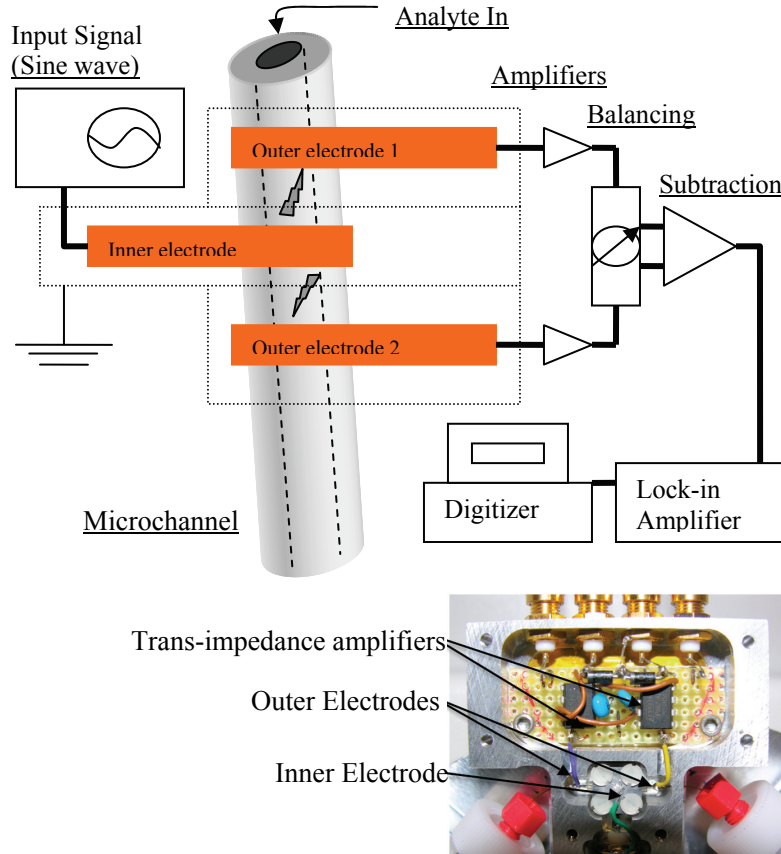 Analyte In
Input Signal
(Sine wave)
Amplifiers
Balancing
Outer electrode 1
Subtraction
Inner electrode
Outer electrode 2
Microchannel
Digitizer
Lock-in
Amplifier
Trans-impedance amplifiers
Outer Electrodes
Inner Electrode